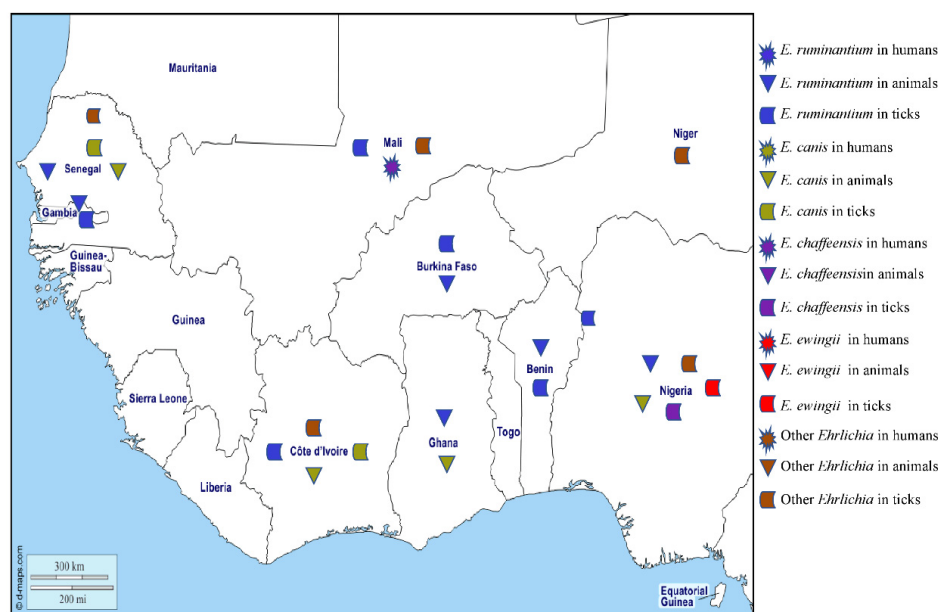 Mauritania
Mali
Niger
Senegal
Gambia
Guinea-
Bissau
Burkina Faso
Guinea
Benin
Nigeria
Sierra Leone
Côte d'Ivoire
Ghana
Togo
Liberia
Equatorial
Guinea
300 km
200 mi
© d-maps.com
E. ruminantium in humans
E. ruminantium in animals
E. ruminantium in ticks
E. canis in humans
E. canis in animals
E. canis in ticks
E. chaffeensis in humans
E. chaffeensisin animals
E. chaffeensis in ticks
E. ewingii in humans
E. ewingii in animals
E. ewingii in ticks
Other Ehrlichia in humans
Other Ehrlichia in animals
Other Ehrlichia in ticks